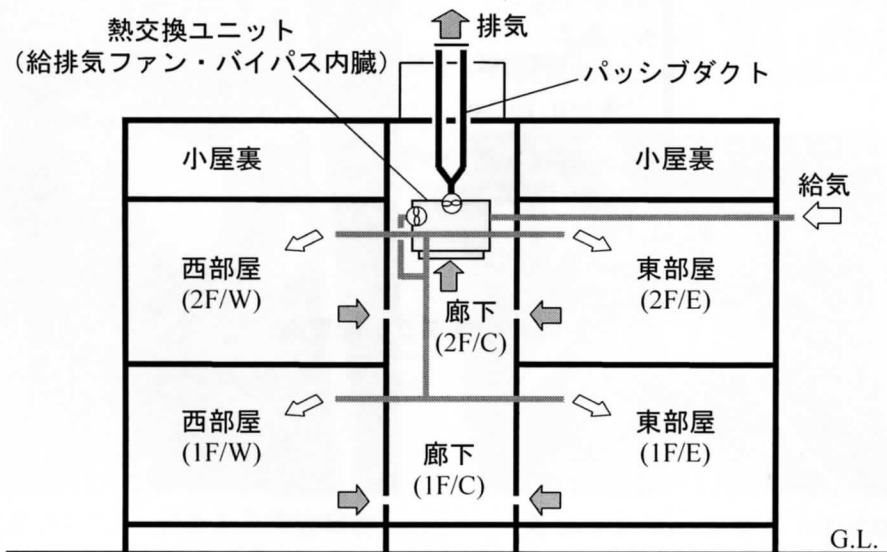 熱交換ユニット
(給排気ファン・バイパス内臓)
排気
パッシブダクト
小屋裏
小屋裏
給気
西部屋
(2F/W)
東部屋
(2F/E)
廊下
(2F/C)
西部屋
(1F/W)
東部屋
(1F/E)
廊下
(1F/C)
G.L.